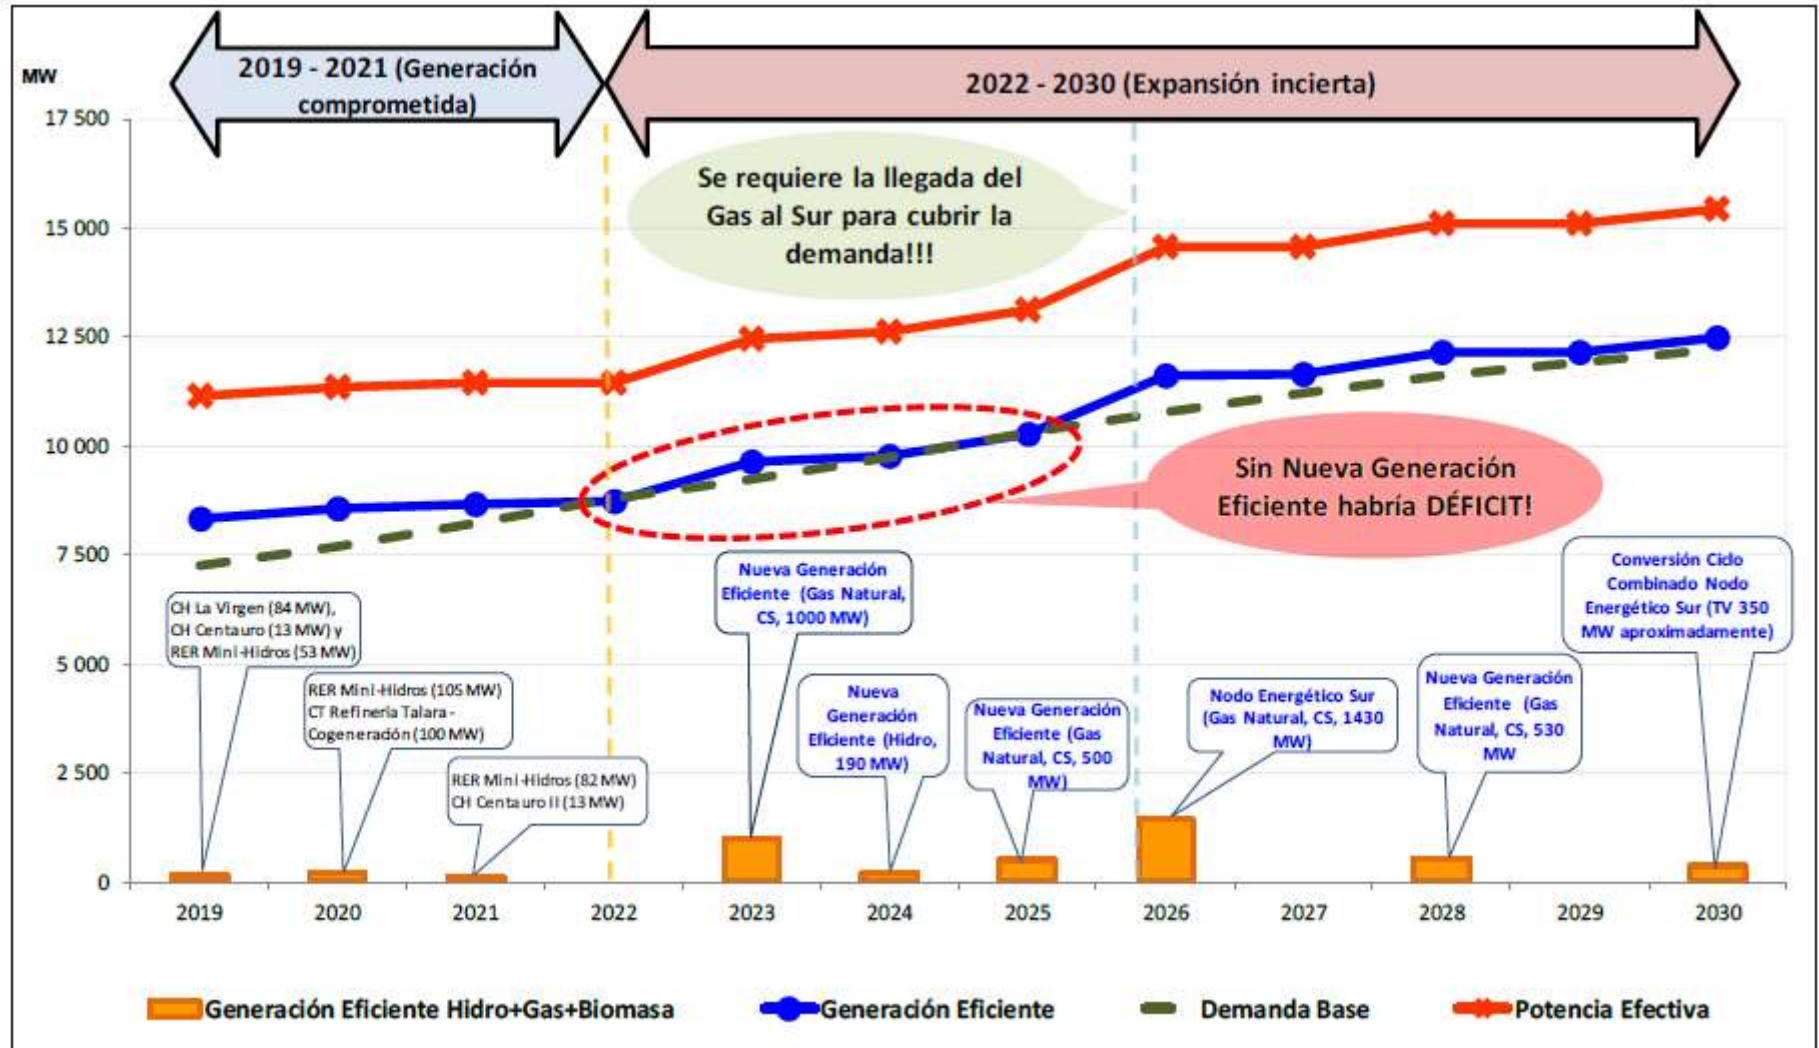 2019 - 2021 (Generación
comprometida)
2022 - 2030 (Expansión incierta)
MW
17 500
15 000
12 500
10 000
7 500
5 000
2 500
0
Se requiere la llegada del
Gas al Sur para cubrir la
demanda!!!
Sin Nueva Generación
Eficiente habría DÉFICIT!
CH La Virgen (84 MW),
CH Centauro (13 MW) y
RER Mini-Hidros (53 MW)
RER Mini-Hidros (105 MW)
CT Refinería Talara -
Cogeneración (100 MW)
RER Mini-Hidros (82 MW)
CH Centauro II (13 MW)
Nueva Generación
Eficiente (Gas Natural,
CS, 1000 MW)
Nueva
Generación
Eficiente (Hidro,
190 MW)
Nueva Generación
Eficiente (Gas
Natural, CS, 500
MW)
Nodo Energético Sur
(Gas Natural, CS, 1430
MW)
Nueva Generación
Eficiente (Gas
Natural, CS, 530
MW
Conversión Ciclo
Combinado Nodo
Energético Sur (TV 350
MW aproximadamente)
2019
2020
2021
2022
2023
2024
2025
2026
2027
2028
2029
2030
Generación Eficiente Hidro+Gas+Biomasa
Generación Eficiente
Demanda Base
Potencia Efectiva